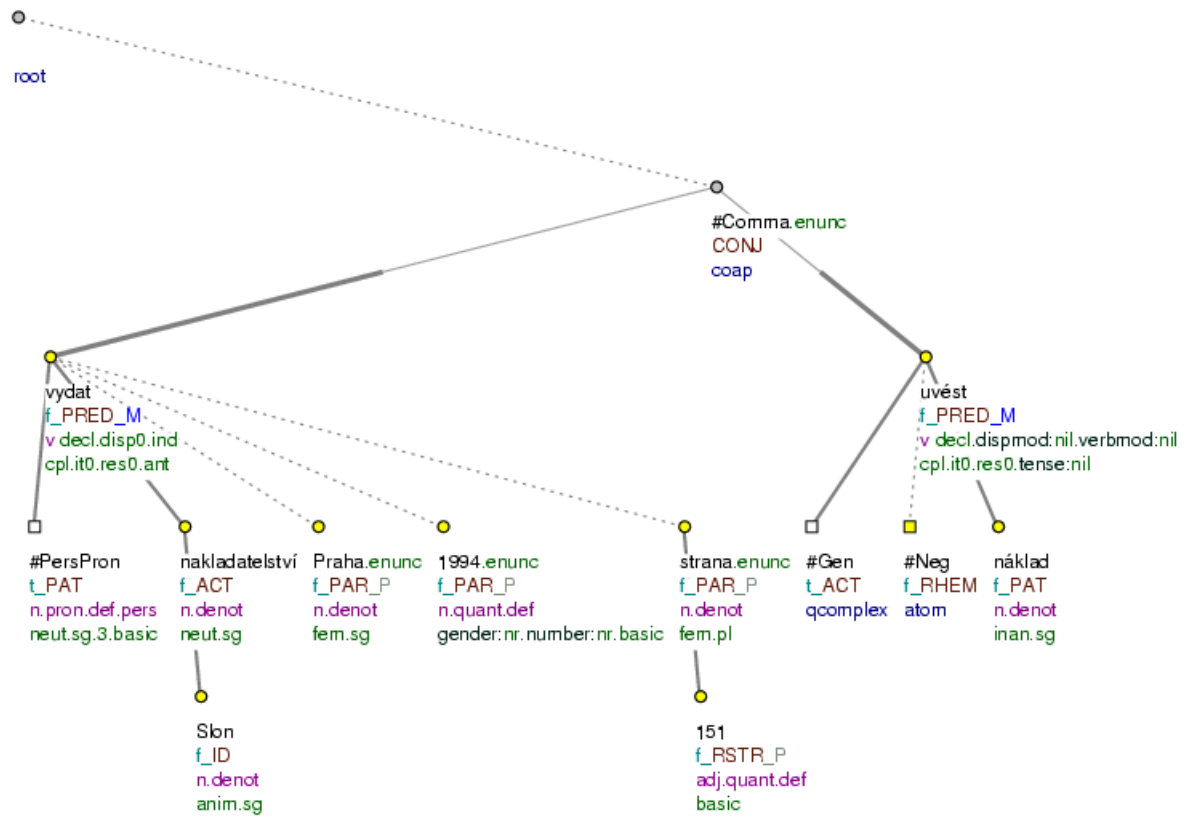 root
#Comma.enunc
CONJ
coap
vydat
f_PRED_M
v decl.disp0.ind
cpl.it0.res0.ant
uvést
f_PRED_M
v decl.dispmod:nil.verbmod:nil
cpl.it0.res0.tense:nil
#PersPron
t_PAT
n.pron.def.pers
neut.sg.3.basic
nakladatelství
f_ACT
n.denot
neut.sg
Praha.enunc
f_PAR_P
n.denot
fem.sg
1994.enunc
f_PAR_P
n.quant.def
gender:nr.number:nr.basic
strana.enunc
f_PAR_P
n.denot
fem.pl
#Gen
t_ACT
qcomplex
#Neg
f_RHEM
atom
náklad
f_PAT
n.denot
inan.sg
Slon
f_ID
n.denot
anim.sg
151
f_RSTR_P
adj.quant.def
basic